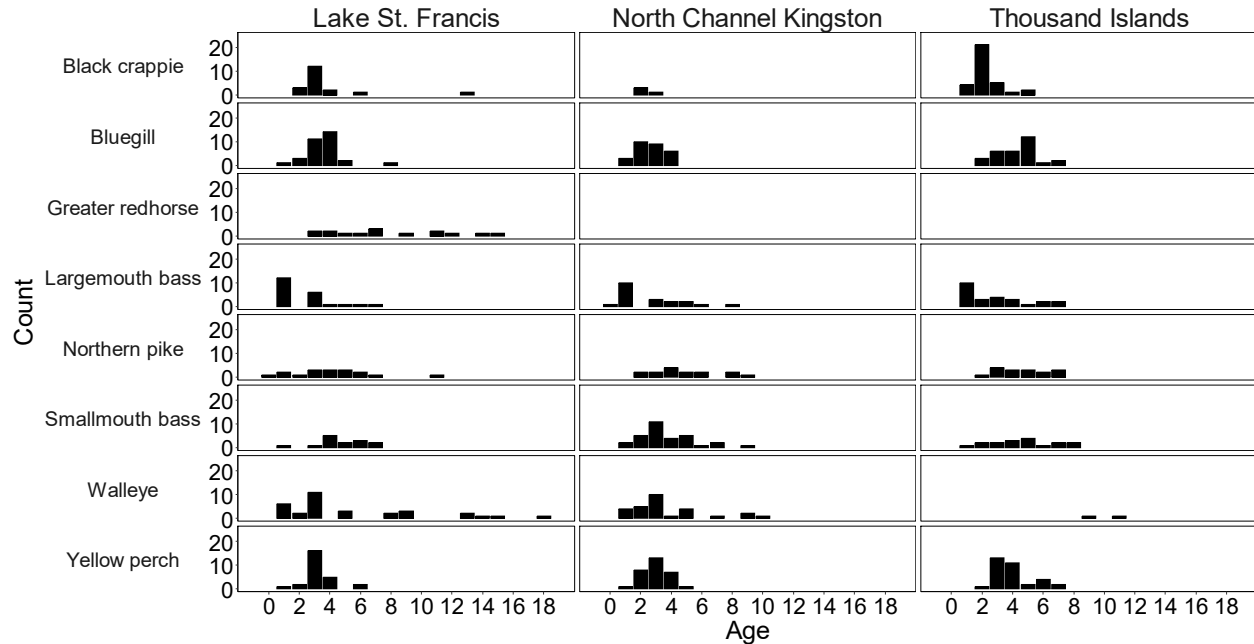 Lake St. Francis North Channel Kingston Thousand Islands
Black crappie
20
10
0
Bluegill
20
10
0
Greater redhorse
20
10
0
Largemouth bass
20
10
0
Northern pike
20
10
0
Smallmouth bass
20
10
0
Walleye
20
10
0
Yellow perch
20
10
0
Count
0 2 4 6 8 10 12 14 16 18 0 2 4 6 8 10 12 14 16 18 0 2 4 6 8 10 12 14 16 18
Age